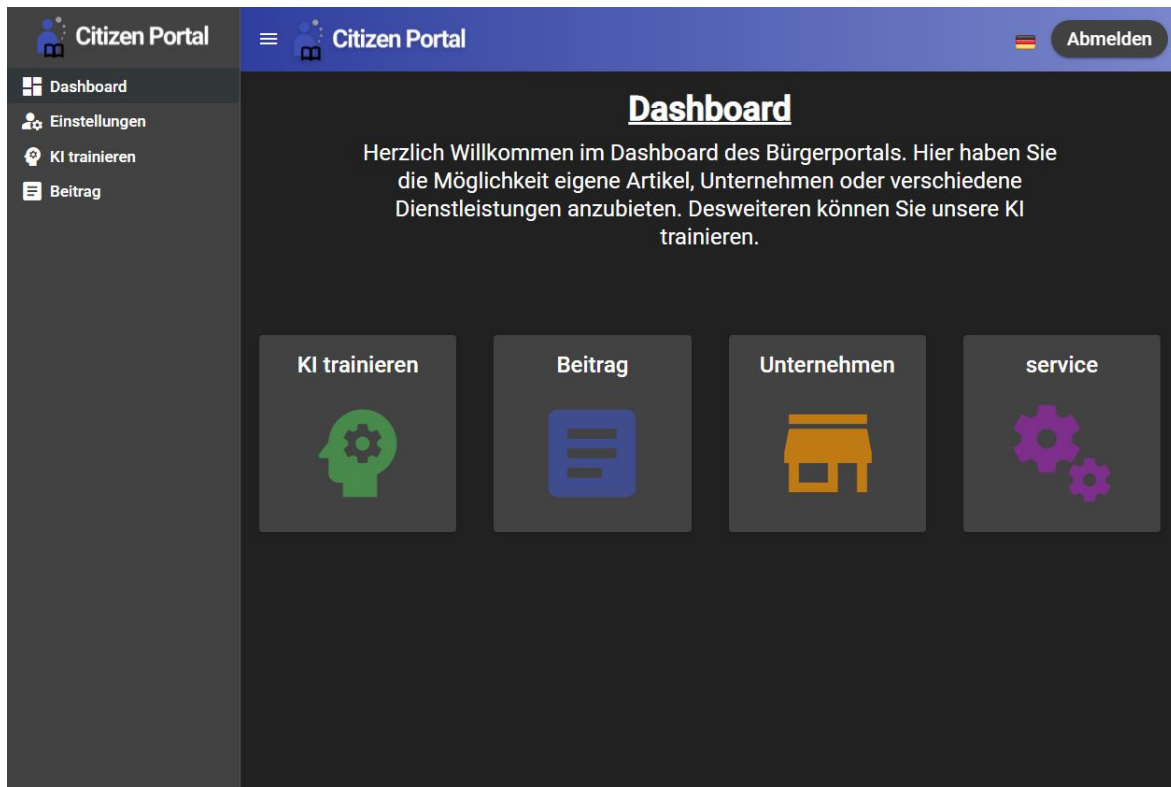 Citizen Portal
Dashboard
Einstellungen
KI trainieren
Beitrag
Citizen Portal
Abmelden
Dashboard
Herzlich Willkommen im Dashboard des Bürgerportals. Hier haben Sie
die Möglichkeit eigene Artikel, Unternehmen oder verschiedene
Dienstleistungen anzubieten. Desweiteren können Sie unsere KI
trainieren.
KI trainieren
Beitrag
Unternehmen
service